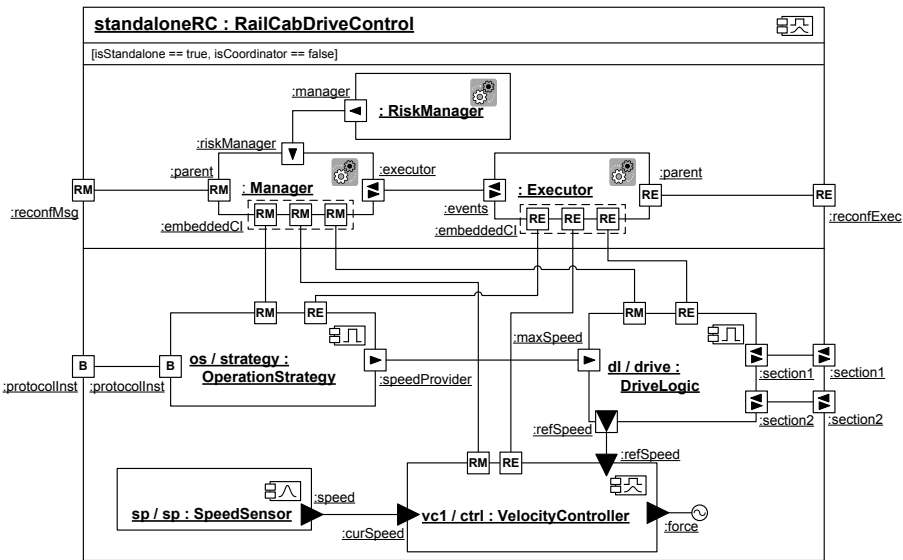 standaloneRC : RailCabDriveControl
[isStandalone == true, isCoordinator == false]
:manager
: RiskManager
:riskManager
:parent
:executor
:parent
RM
RM
: Manager
: Executor
RE
RE
:reconfMsg
:events
:reconfExec
RM RM RM
RE RE RE
:embeddedCI
:embeddedCI
RM
RE
RM
RE
:maxSpeed
B
B
os / strategy :
OperationStrategy
dl / drive :
DriveLogic
:protocolInst
:protocolInst
:speedProvider
:section1
:section1
:section2
:section2
:refSpeed
:refSpeed
RM
RE
:speed
sp / sp : SpeedSensor
vc1 / ctrl : VelocityController
:curSpeed
:force